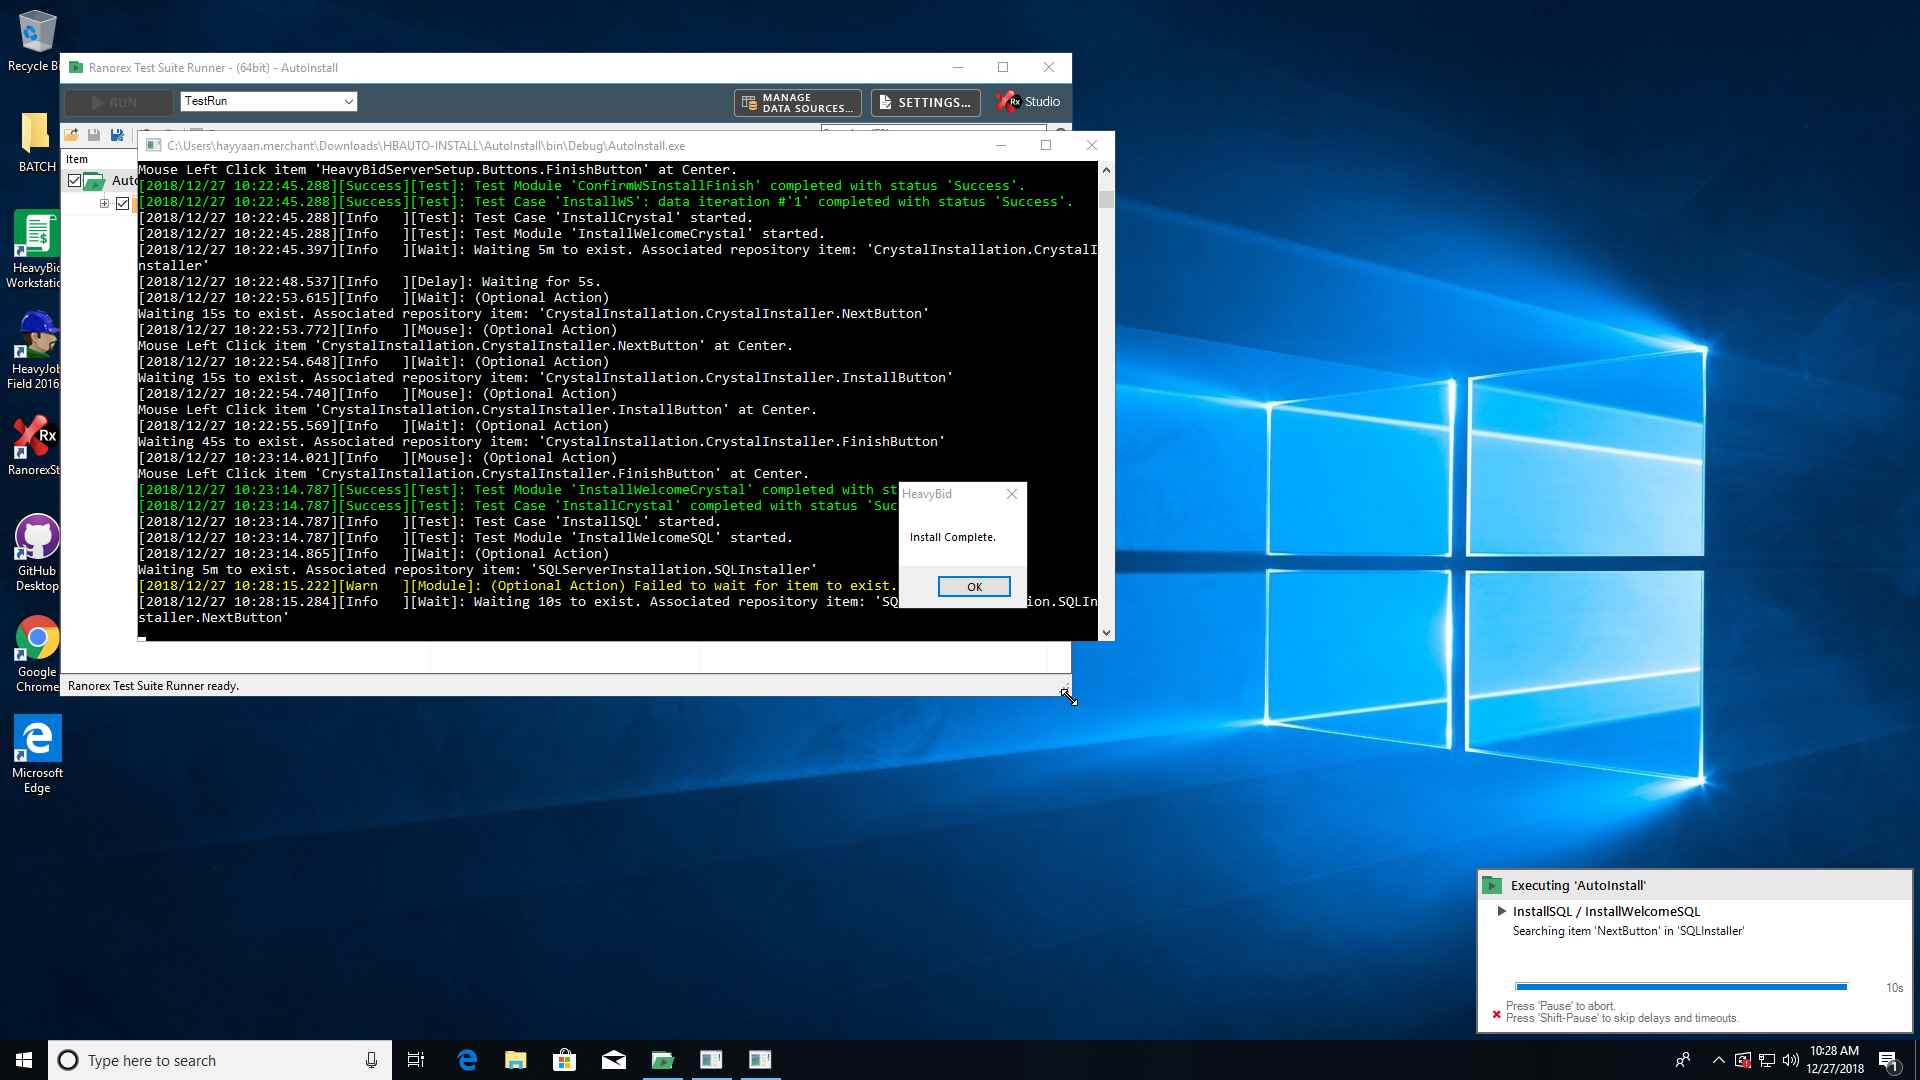 Recycle Bi
BATCH
HeavyBid
Workstatio
HeavyJob
Field 2016
RanorexSt
GitHub
Desktop
Google
Chrome
Microsoft
Edge
Ranorex Test Suite Runner - (64bit) - AutoInstall
RUN
TestRun
MANAGE
DATA SOURCES...
SETTINGS...
Rx
Studio
Item
Auto
C:\Users\hayyaan.merchant\Downloads\HBAUTO-INSTALL\AutoInstall\bin\Debug\AutoInstall.exe
Mouse Left Click item 'HeavyBidServerSetup.Buttons.FinishButton' at Center.
[2018/12/27 10:22:45.288][Success][Test]: Test Module 'ConfirmWSInstallFinish' completed with status 'Success'.
[2018/12/27 10:22:45.288][Success][Test]: Test Case 'InstallWS': data iteration #'1' completed with status 'Success'.
[2018/12/27 10:22:45.288][Info   ][Test]: Test Case 'InstallCrystal' started.
[2018/12/27 10:22:45.288][Info   ][Test]: Test Module 'InstallWelcomeCrystal' started.
[2018/12/27 10:22:45.397][Info   ][Wait]: Waiting 5m to exist. Associated repository item: 'CrystalInstallation.CrystalI
nstaller'
[2018/12/27 10:22:48.537][Info   ][Delay]: Waiting for 5s.
[2018/12/27 10:22:53.615][Info   ][Wait]: (Optional Action)
Waiting 15s to exist. Associated repository item: 'CrystalInstallation.CrystalInstaller.NextButton'
[2018/12/27 10:22:53.772][Info   ][Mouse]: (Optional Action)
Mouse Left Click item 'CrystalInstallation.CrystalInstaller.NextButton' at Center.
[2018/12/27 10:22:54.648][Info   ][Wait]: (Optional Action)
Waiting 15s to exist. Associated repository item: 'CrystalInstallation.CrystalInstaller.InstallButton'
[2018/12/27 10:22:54.740][Info   ][Mouse]: (Optional Action)
Mouse Left Click item 'CrystalInstallation.CrystalInstaller.InstallButton' at Center.
[2018/12/27 10:22:55.569][Info   ][Wait]: (Optional Action)
Waiting 45s to exist. Associated repository item: 'CrystalInstallation.CrystalInstaller.FinishButton'
[2018/12/27 10:23:14.021][Info   ][Mouse]: (Optional Action)
Mouse Left Click item 'CrystalInstallation.CrystalInstaller.FinishButton' at Center.
[2018/12/27 10:23:14.787][Success][Test]: Test Module 'InstallWelcomeCrystal' completed with st
[2018/12/27 10:23:14.787][Success][Test]: Test Case 'InstallCrystal' completed with status 'Suc
[2018/12/27 10:23:14.787][Info   ][Test]: Test Case 'InstallSQL' started.
[2018/12/27 10:23:14.787][Info   ][Test]: Test Module 'InstallWelcomeSQL' started.
[2018/12/27 10:23:14.865][Info   ][Wait]: (Optional Action)
Waiting 5m to exist. Associated repository item: 'SQLServerInstallation.SQLInstaller'
[2018/12/27 10:28:15.222][Warn   ][Module]: (Optional Action) Failed to wait for item to exist.
[2018/12/27 10:28:15.284][Info   ][Wait]: Waiting 10s to exist. Associated repository item: 'SQ ion.SQLIn
staller.NextButton'
HeavyBid
Install Complete.
OK
Ranorex Test Suite Runner ready.
Executing 'AutoInstall'
InstallSQL / InstallWelcomeSQL
Searching item 'NextButton' in 'SQLInstaller'
10s
Press 'Pause' to abort.
Press 'Shift-Pause' to skip delays and timeouts.
Type here to search
10:28 AM
12/27/2018
1